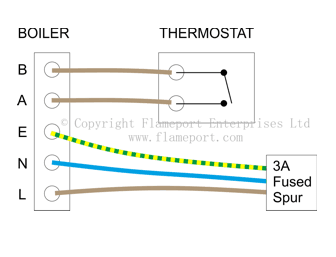 BOILER
THERMOSTAT
B
A
E
© Copyright Flameport Enterprises Ltd
www.flameport.com
N
L
3A
Fused
Spur